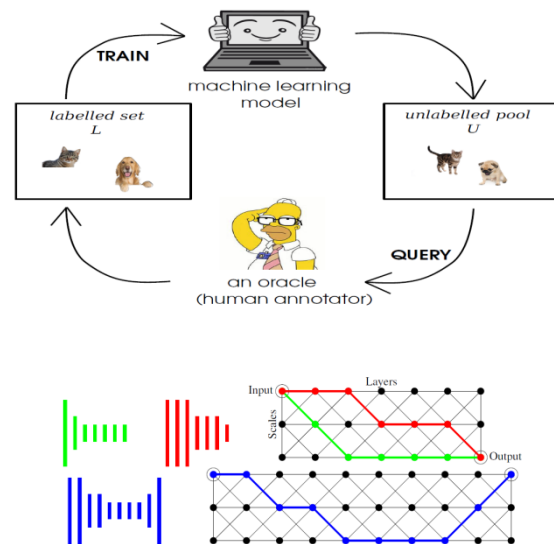 TRAIN
machine learning
model
labelled set
L
unlabelled pool
U
QUERY
an oracle
(human annotator)
Input
Layers
Scales
Output